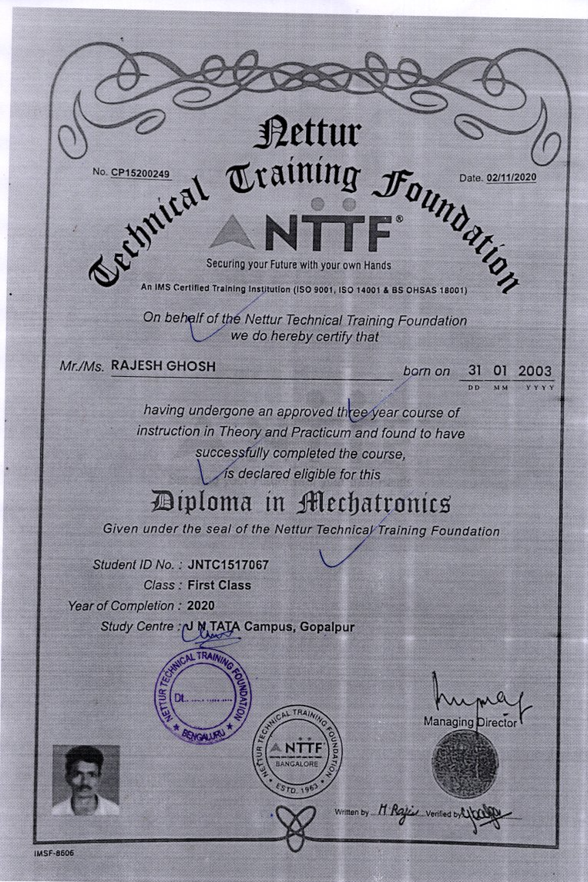 Nettur
Technical Training Foundation
No. CP15200249
Date. 02/11/2020
NTTF®
Securing your Future with your own Hands
An IMS Certified Training Institution (ISO 9001, ISO 14001 & BS OHSAS 18001)
On behalf of the Nettur Technical Training Foundation
we do hereby certify that
Mr./Ms. RAJESH GHOSH born on 31 01 2003
DD MM YYYY
having undergone an approved three year course of
instruction in Theory and Practicum and found to have
successfully completed the course,
is declared eligible for this
Diploma in Mechatronics
Given under the seal of the Nettur Technical Training Foundation
Student ID No. : JNTC1517067
Class : First Class
Year of Completion : 2020
Study Centre : J N TATA Campus, Gopalpur
NETTUR TECHNICAL TRAINING FOUNDATION
Dt.
BENGALURU
NETTUR TECHNICAL TRAINING FOUNDATION
NTTF
BANGALORE
ESTD. 1963
Managing Director
Written by Verified by
IMSF-8606